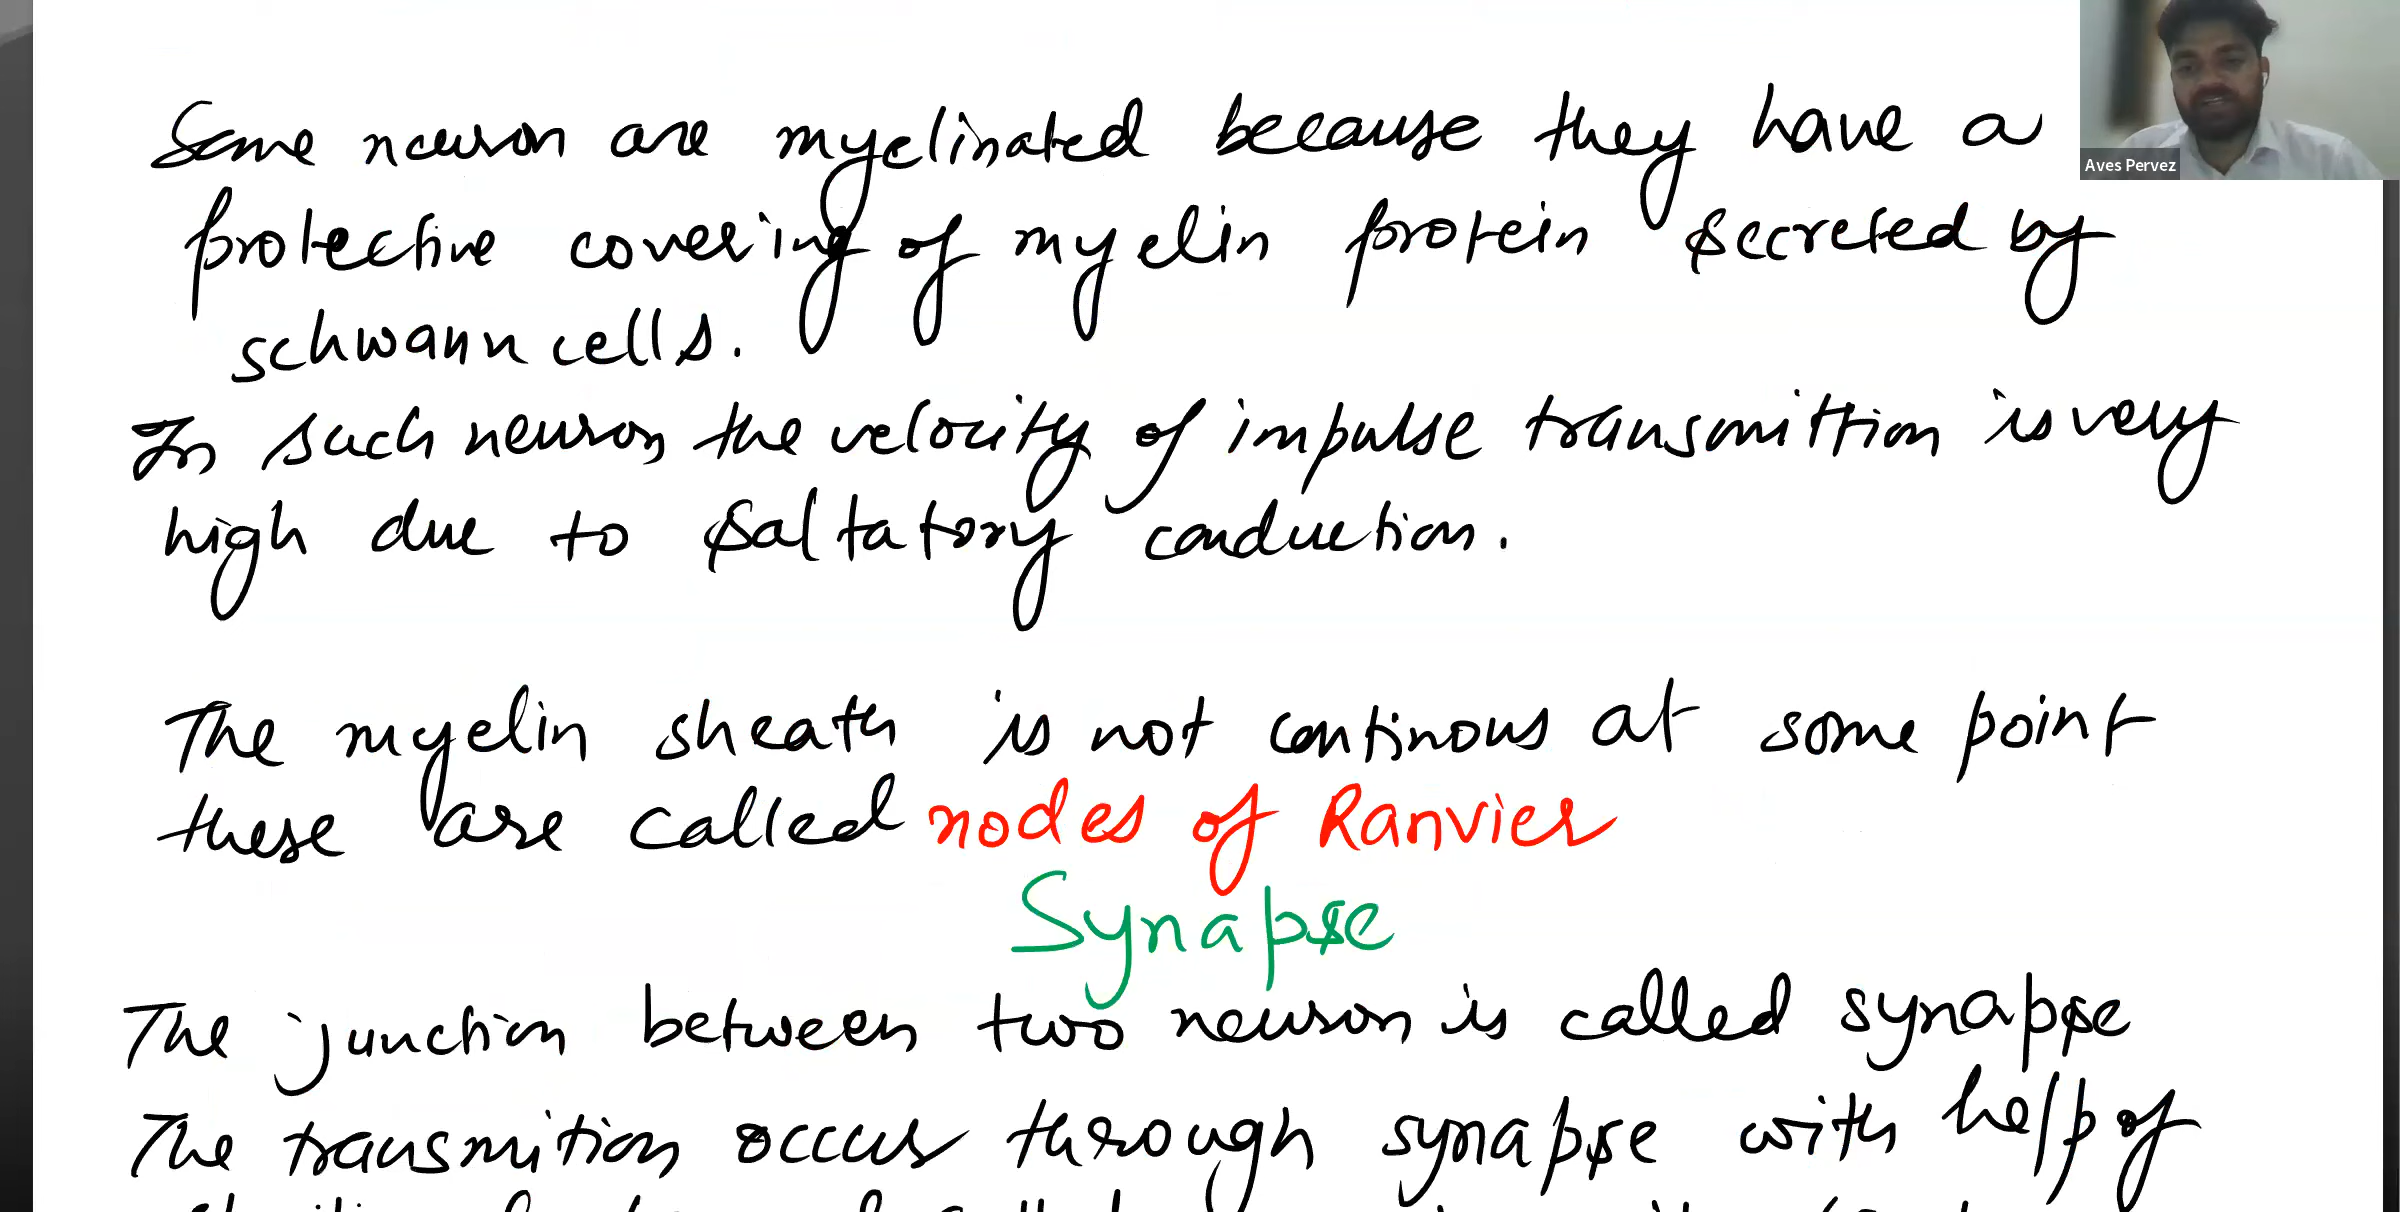 Some neuron are myelinated because they have a
Aves Pervez
protective covering of myelin protein secreted by
schwann cells.
In such neuron the velocity of impulse transmittion is very
high due to saltatory conduction.
The myelin sheath is not continous at some point
these are called nodes of Ranvier
Synapse
The junction between two neuron is called synapse
The transmition occur through synapse with help of